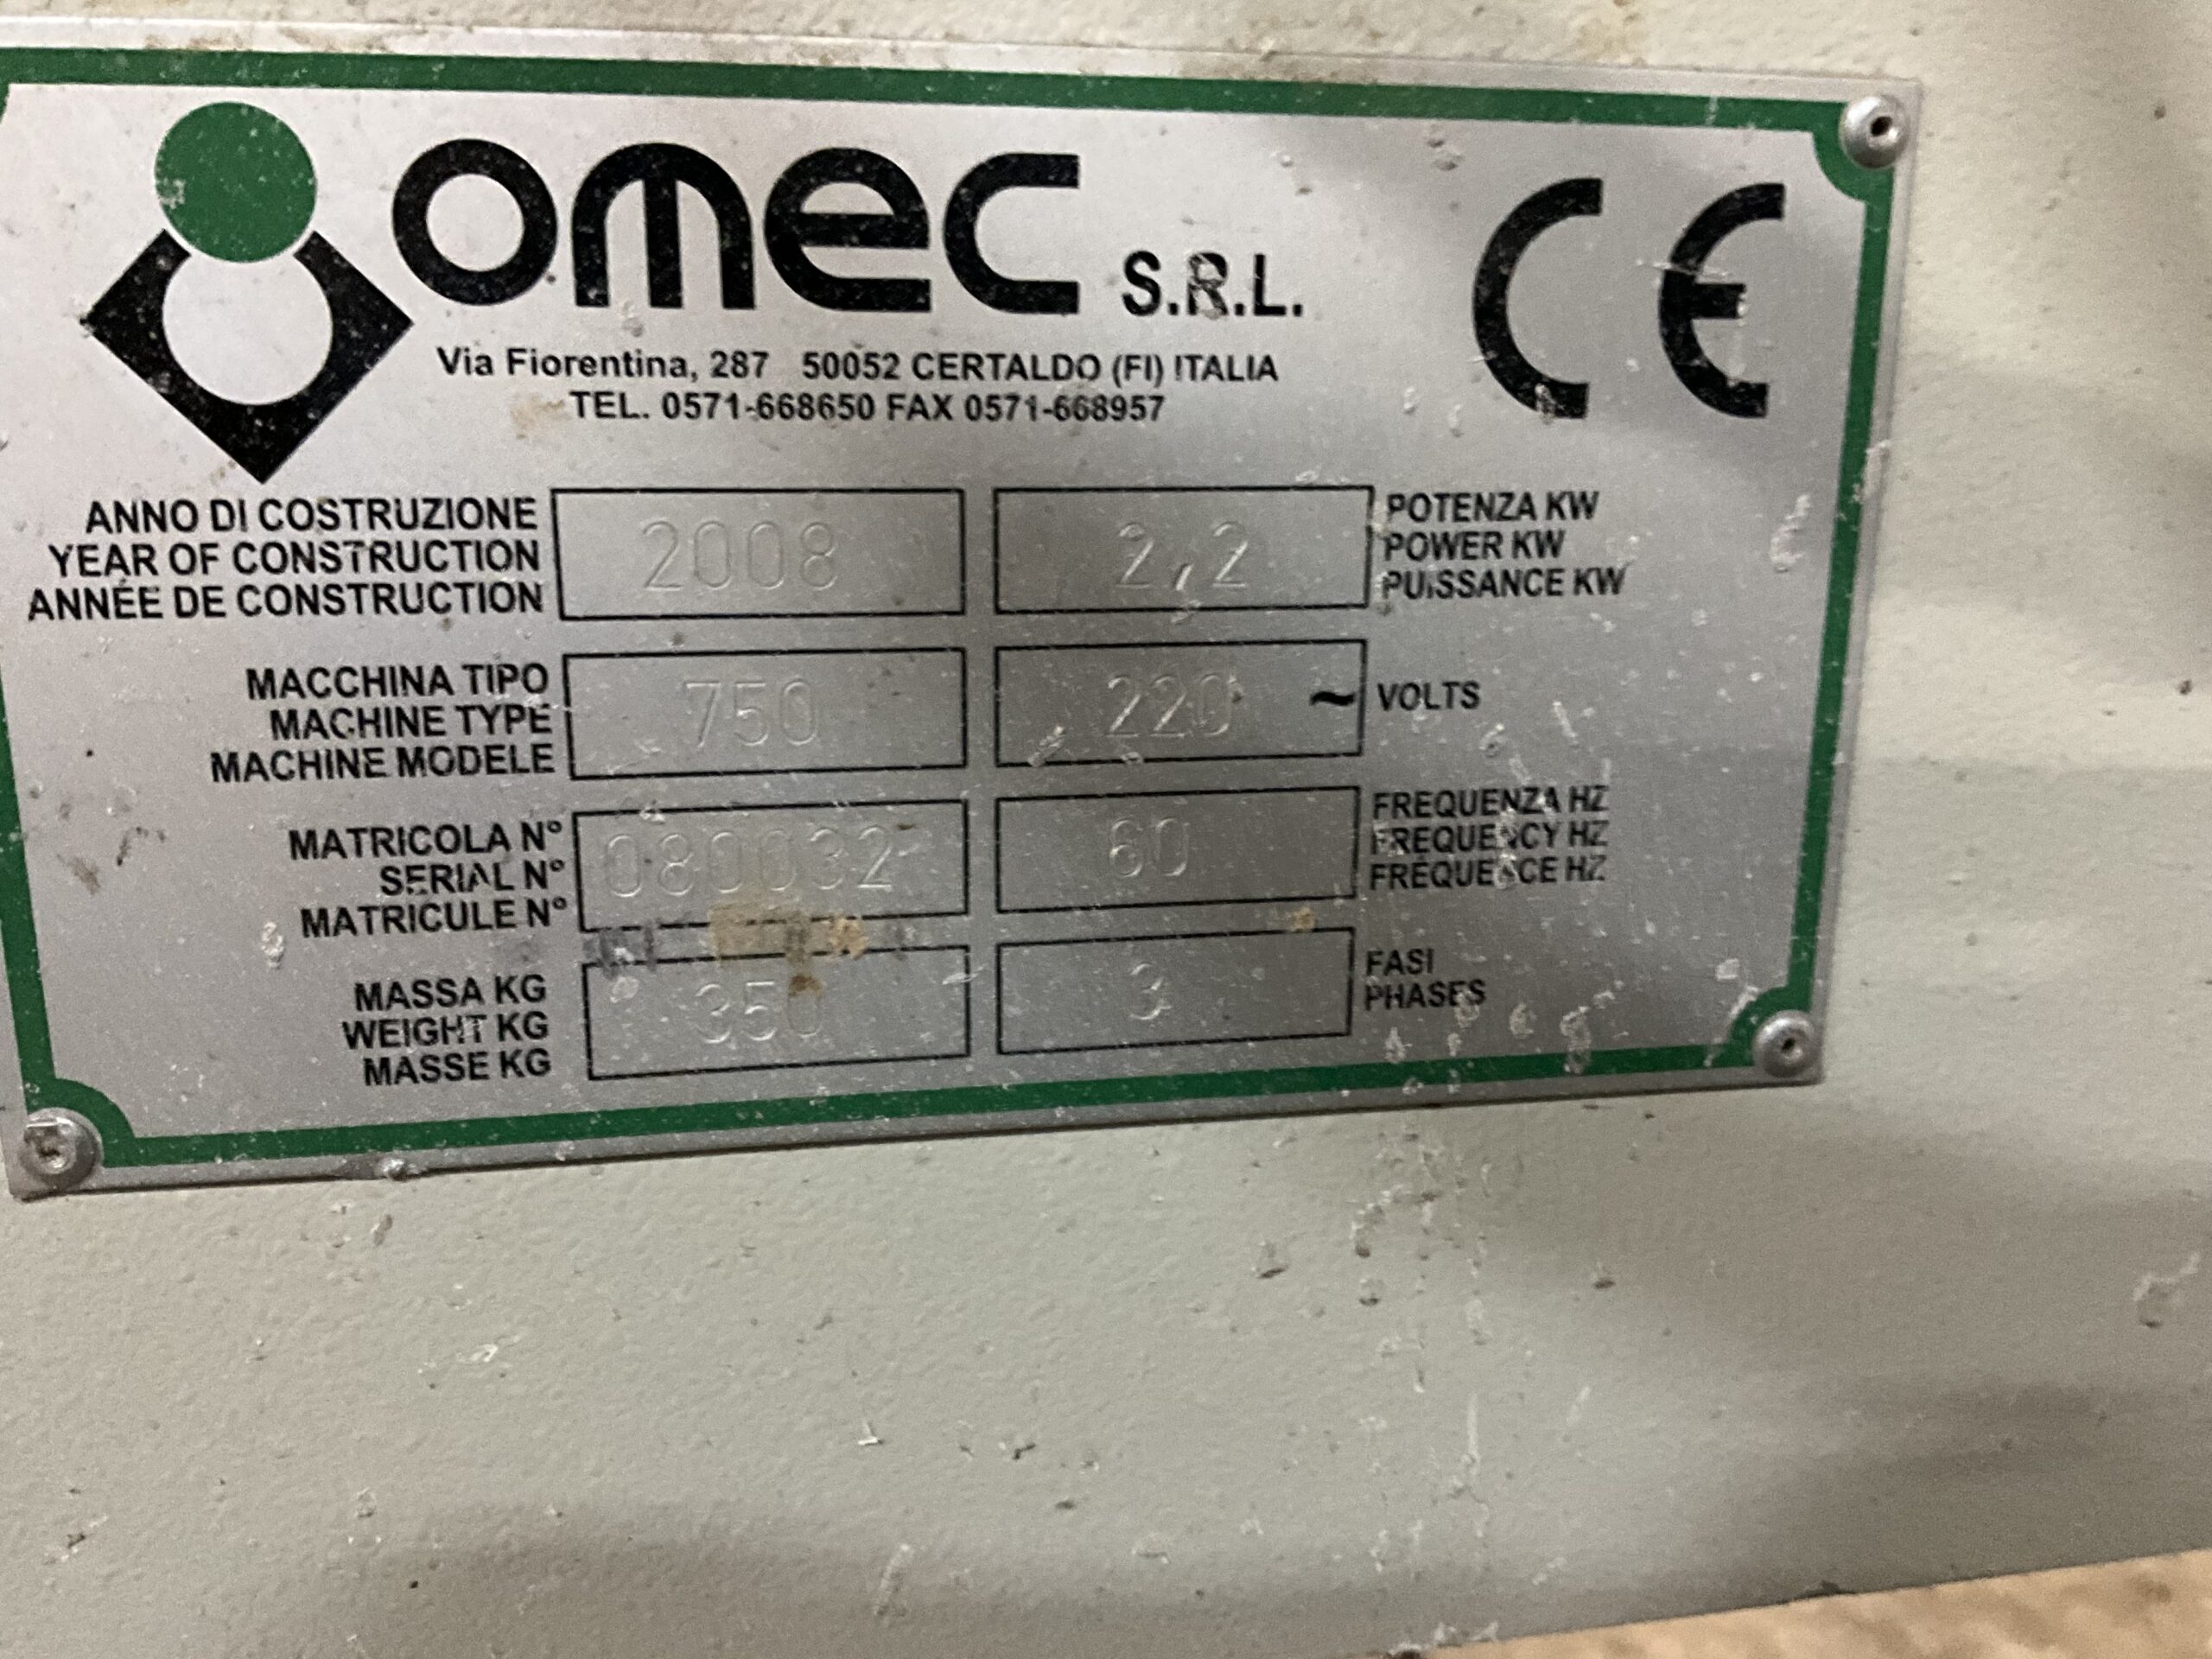 omec S.R.L.
CE
Via Fiorentina, 287 50052 CERTALDO (FI) ITALIA
TEL. 0571-668650 FAX 0571-668957
ANNO DI COSTRUZIONE
YEAR OF CONSTRUCTION
ANNÉE DE CONSTRUCTION
2008
2,2
POTENZA KW
POWER KW
PUISSANCE KW
MACCHINA TIPO
MACHINE TYPE
MACHINE MODELE
750
220 ~
VOLTS
MATRICOLA N°
SERIAL N°
MATRICULE N°
080032
60
FREQUENZA HZ
FREQUENCY HZ
FRÉQUENCE HZ
MASSA KG
WEIGHT KG
MASSE KG
350
3
FASI
PHASES